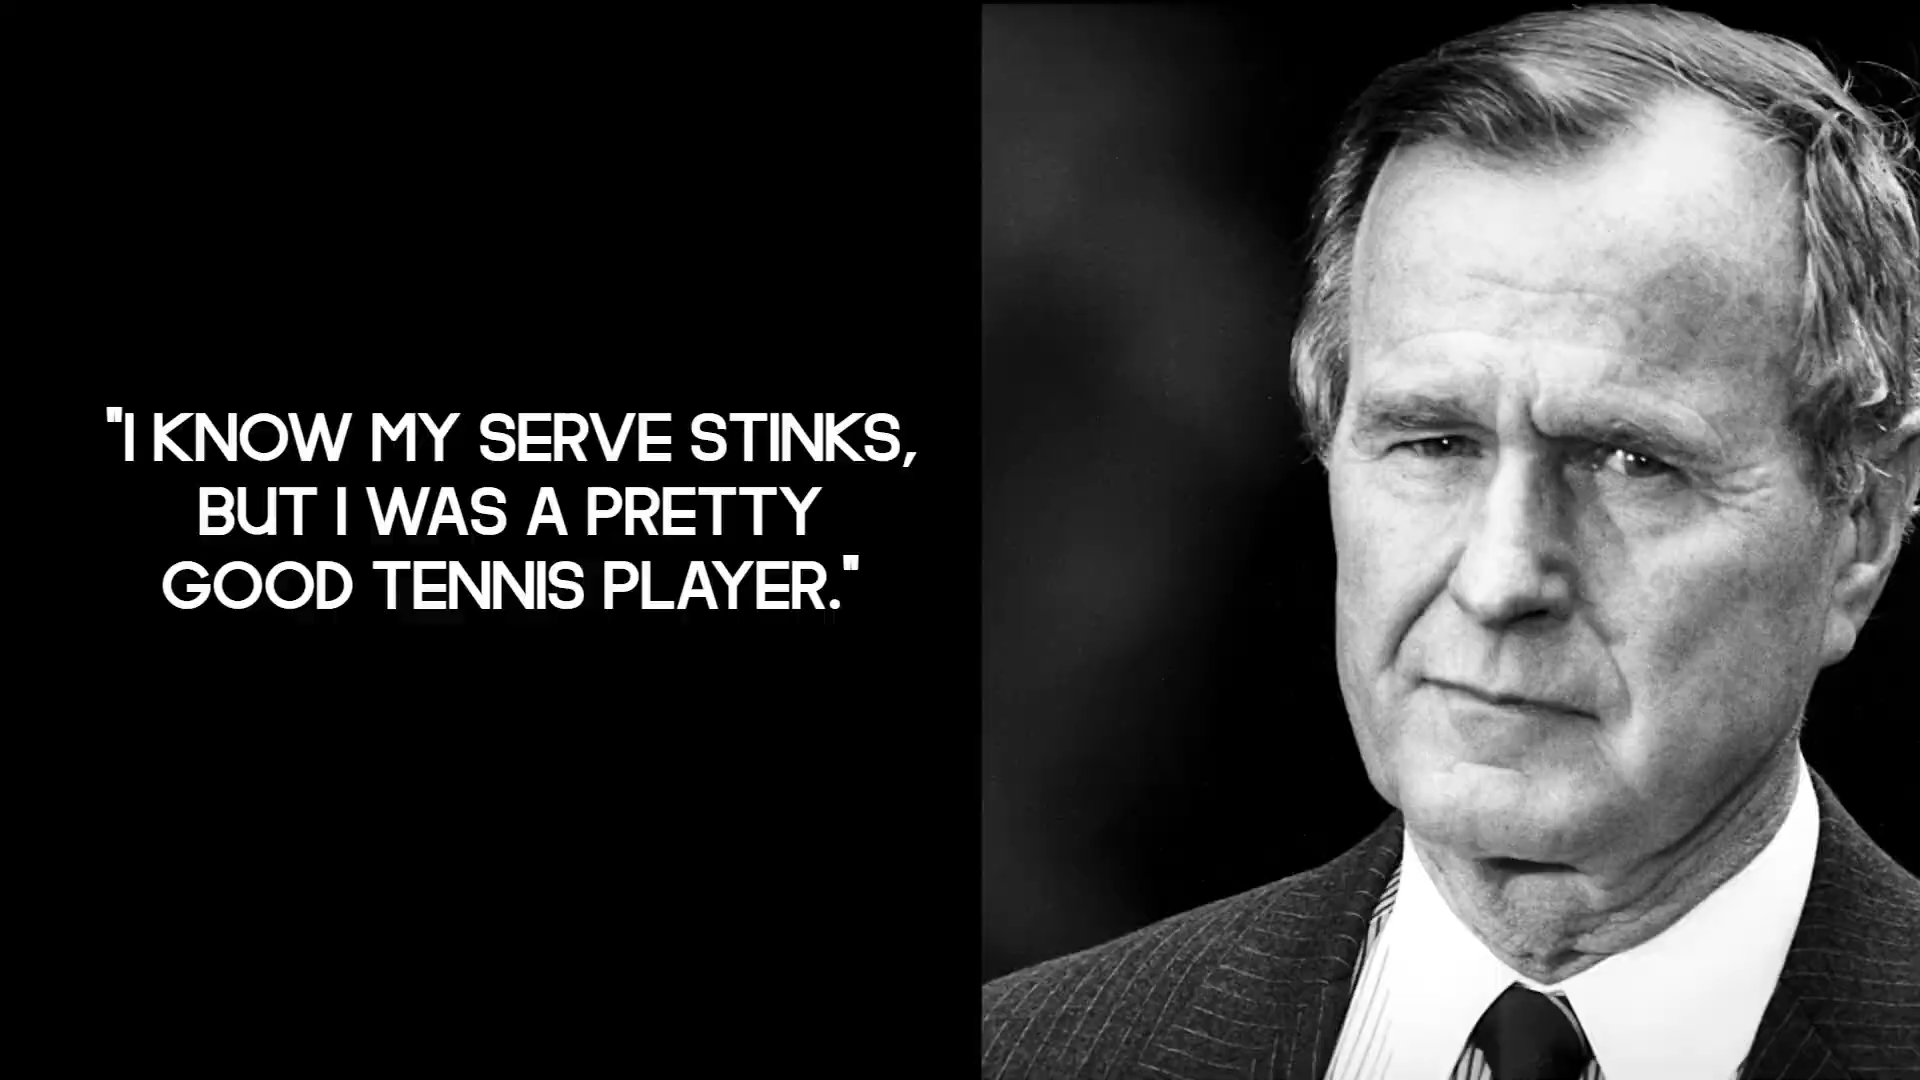 "I KNOW MY SERVE STINKS,
BUT I WAS A PRETTY
GOOD TENNIS PLAYER."